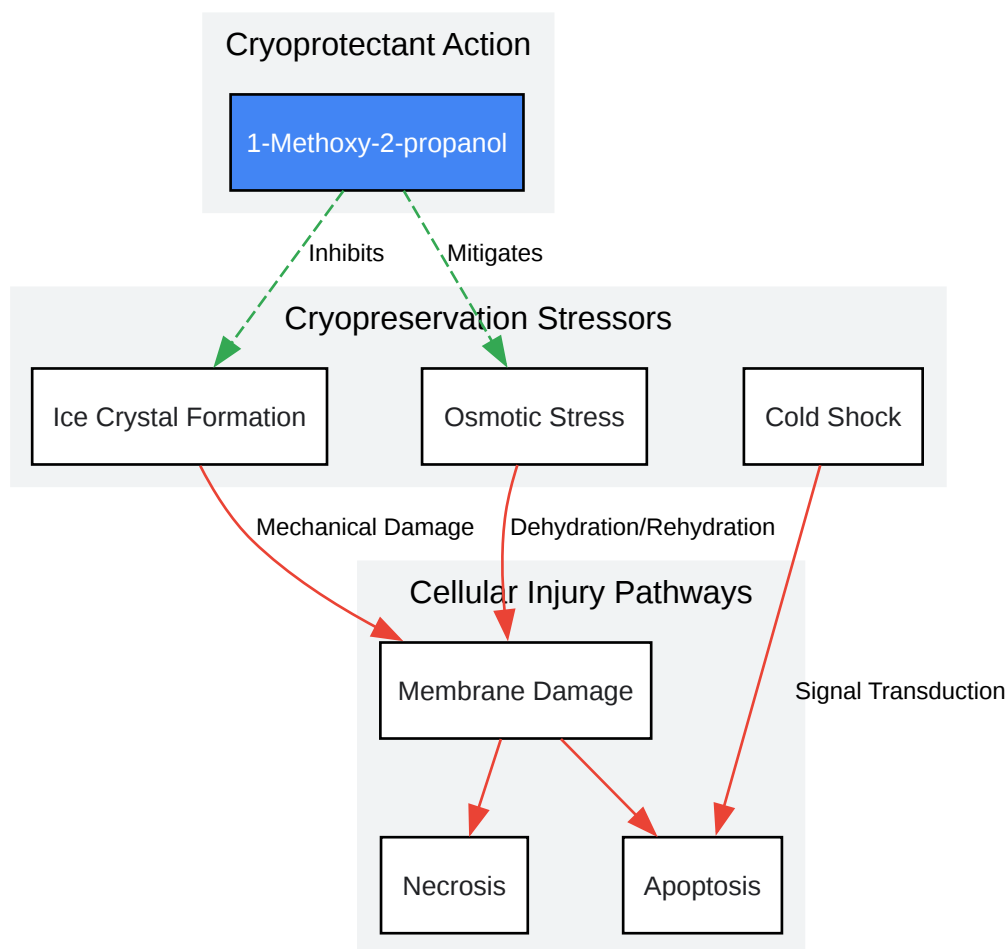 Cryoprotectant Action
1-Methoxy-2-propanol
Inhibits
Mitigates
Cryopreservation Stressors
Ice Crystal Formation
Osmotic Stress
Cold Shock
Mechanical Damage
Dehydration/Rehydration
Cellular Injury Pathways
Membrane Damage
Signal Transduction
Necrosis
Apoptosis